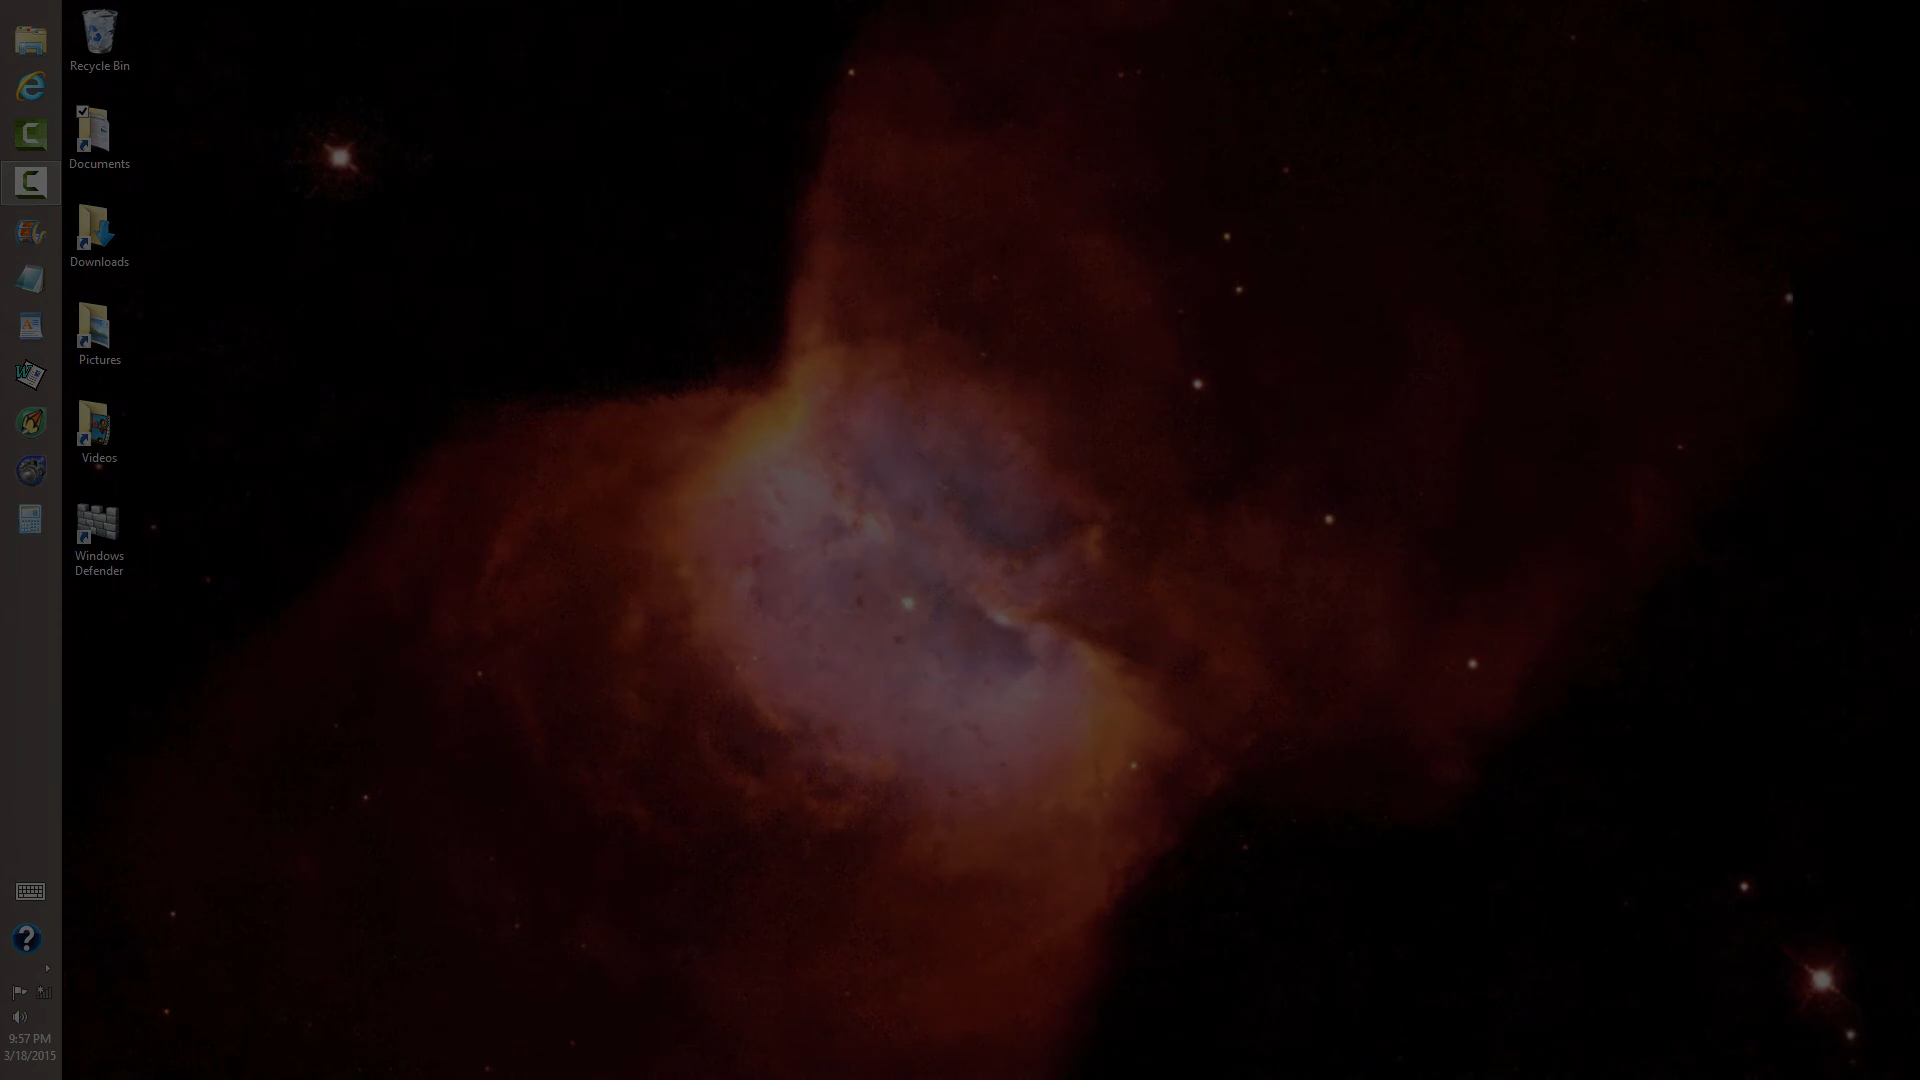 Recycle Bin
Documents
Downloads
Pictures
Videos
Windows
Defender
9:57 PM
3/18/2015